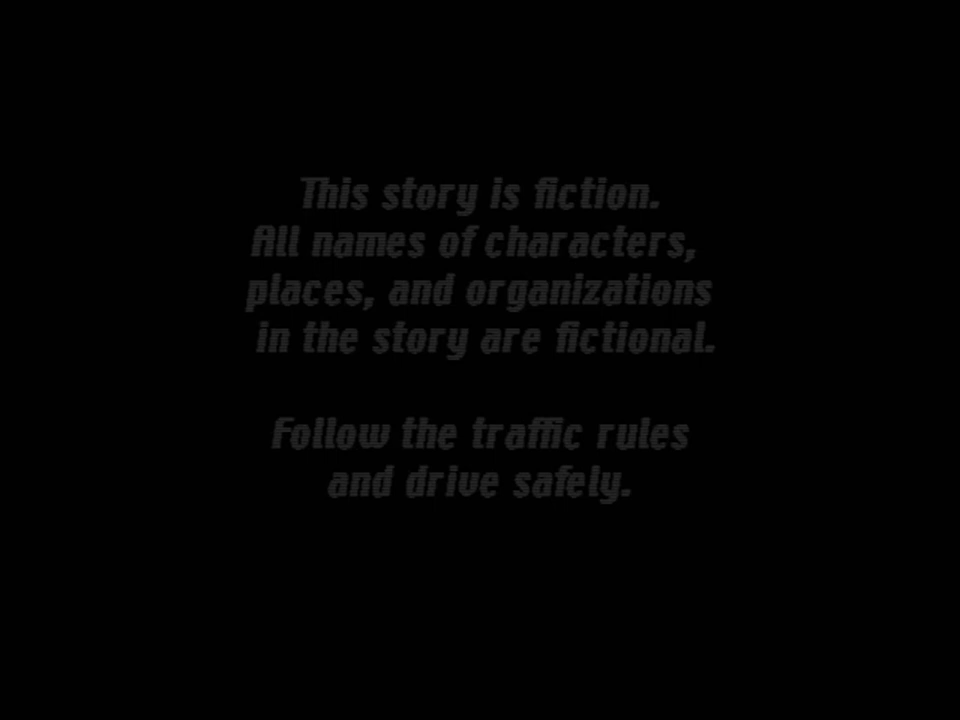 This story is fiction.
All names of characters,
places, and organizations
in the story are fictional.
Follow the traffic rules
and drive safely.